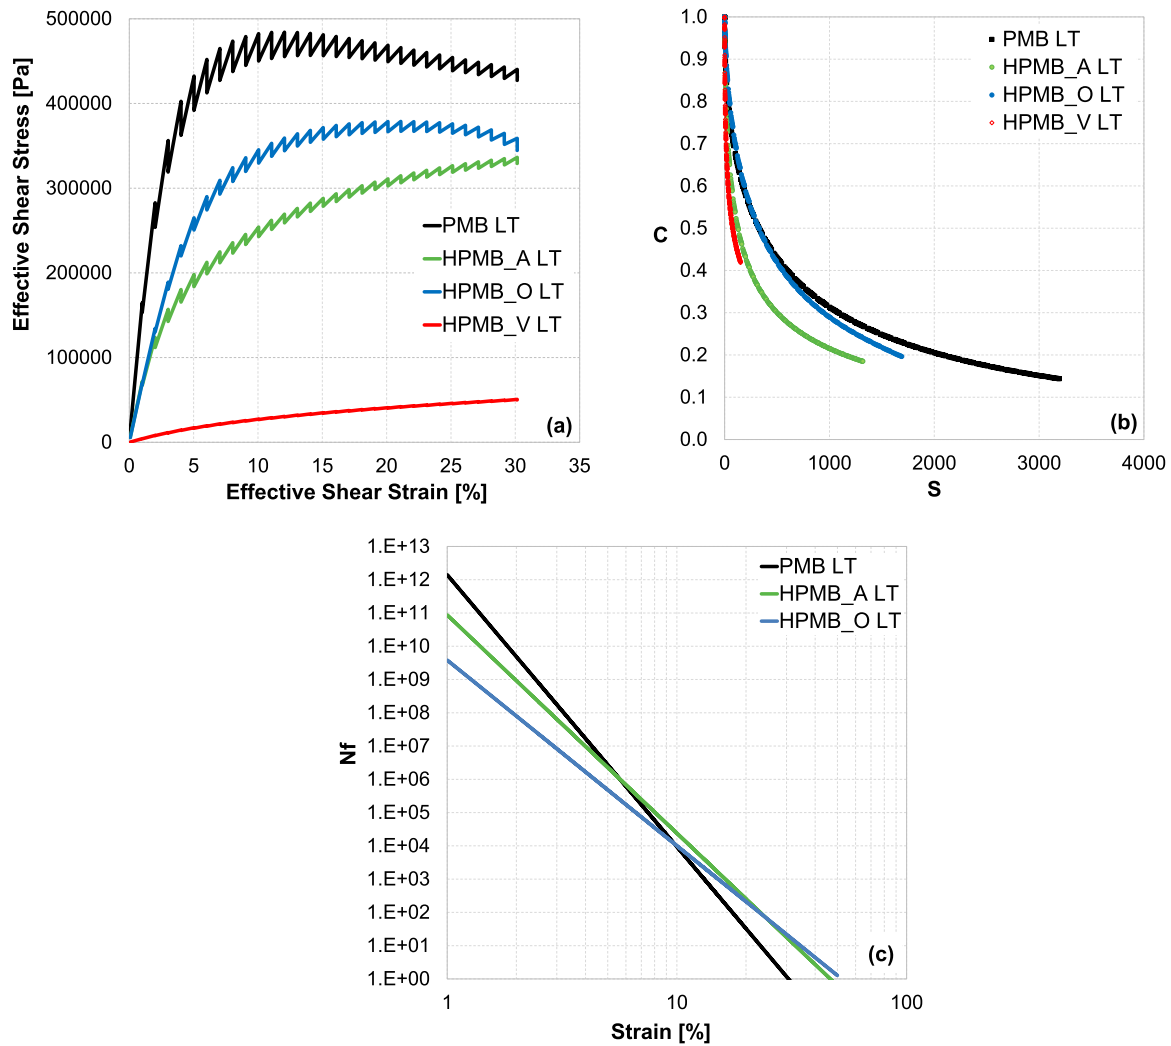 Effective Shear Stress [Pa]
500000
400000
300000
200000
100000
0
PMB LT
HPMB_A LT
HPMB_O LT
HPMB_V LT
(a)
0 5 10 15 20 25 30 35
Effective Shear Strain [%]
C
1.0
0.9
0.8
0.7
0.6
0.5
0.4
0.3
0.2
0.1
0.0
PMB LT
HPMB_A LT
HPMB_O LT
HPMB_V LT
(b)
0 1000 2000 3000 4000
S
Nf
1.E+13
1.E+12
1.E+11
1.E+10
1.E+09
1.E+08
1.E+07
1.E+06
1.E+05
1.E+04
1.E+03
1.E+02
1.E+01
1.E+00
PMB LT
HPMB_A LT
HPMB_O LT
(c)
1 10 100
Strain [%]